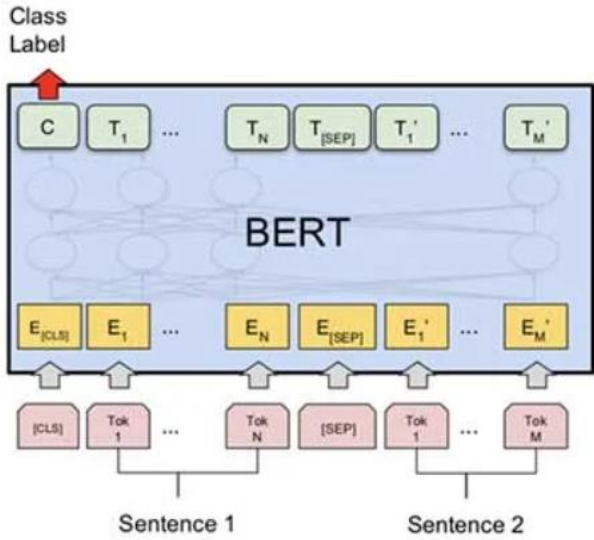 Class
Label
C T1 ... TN T[SEP] T1' ... TM'
BERT
E[CLS] E1 ... EN E[SEP] E1' ... EM'
[CLS] Tok 1 ... Tok N [SEP] Tok 1 ... Tok M
Sentence 1 Sentence 2